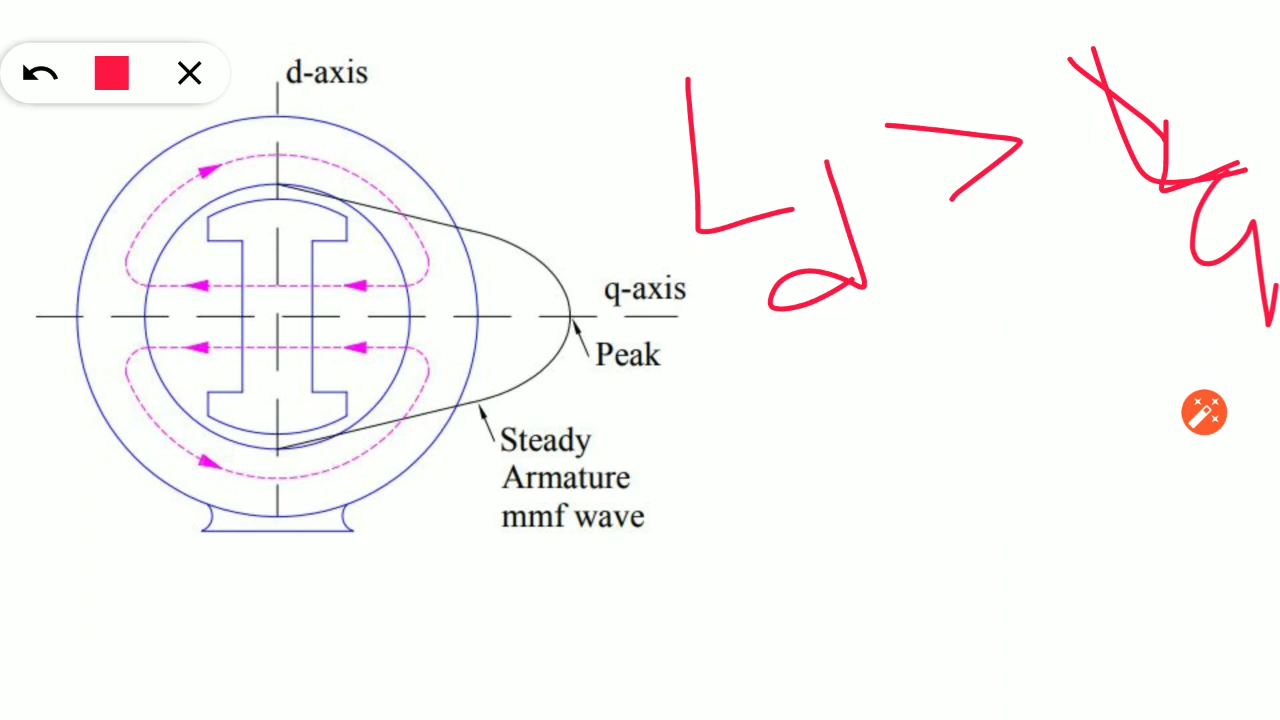 d-axis
Ld > Lq
q-axis
Peak
Steady
Armature
mmf wave